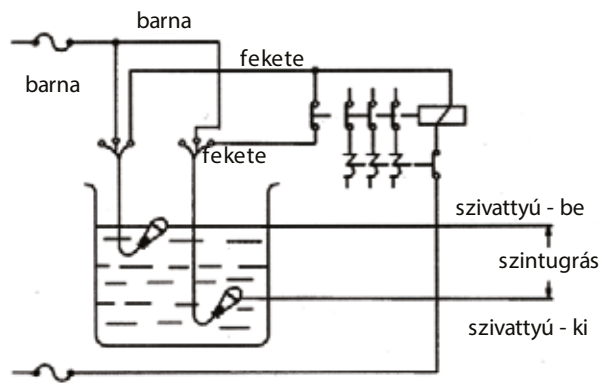 barna
fekete
barna
fekete
szivattyú - be
szintugrás
szivattyú - ki